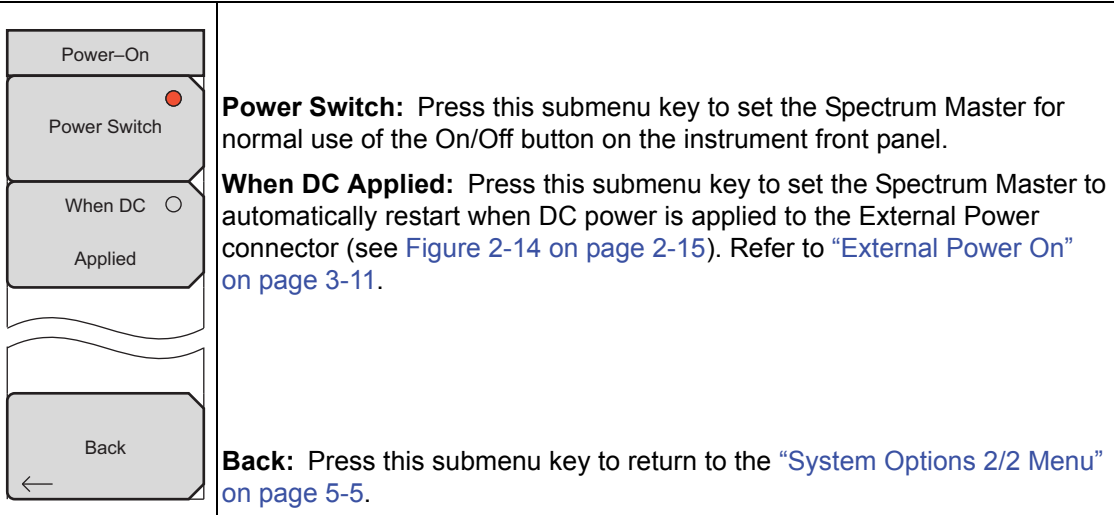 Power–On
Power Switch
When DC
Applied
Back
Power Switch: Press this submenu key to set the Spectrum Master for
normal use of the On/Off button on the instrument front panel.
When DC Applied: Press this submenu key to set the Spectrum Master to
automatically restart when DC power is applied to the External Power
connector (see Figure 2-14 on page 2-15). Refer to “External Power On”
on page 3-11.
Back: Press this submenu key to return to the “System Options 2/2 Menu”
on page 5-5.